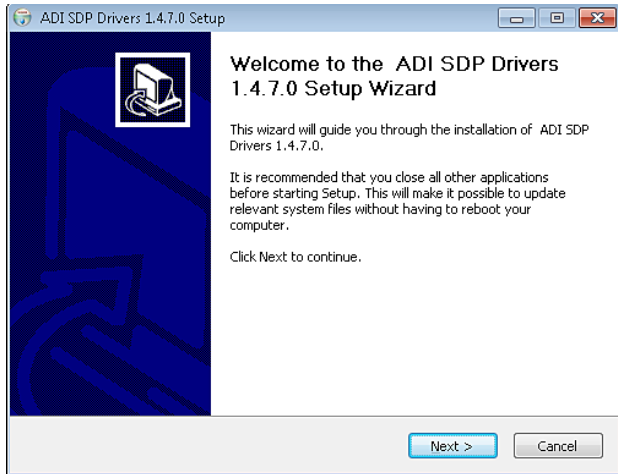 ADI SDP Drivers 1.4.7.0 Setup
Welcome to the ADI SDP Drivers
1.4.7.0 Setup Wizard
This wizard will guide you through the installation of ADI SDP
Drivers 1.4.7.0.
It is recommended that you close all other applications
before starting Setup. This will make it possible to update
relevant system files without having to reboot your
computer.
Click Next to continue.
Next >
Cancel